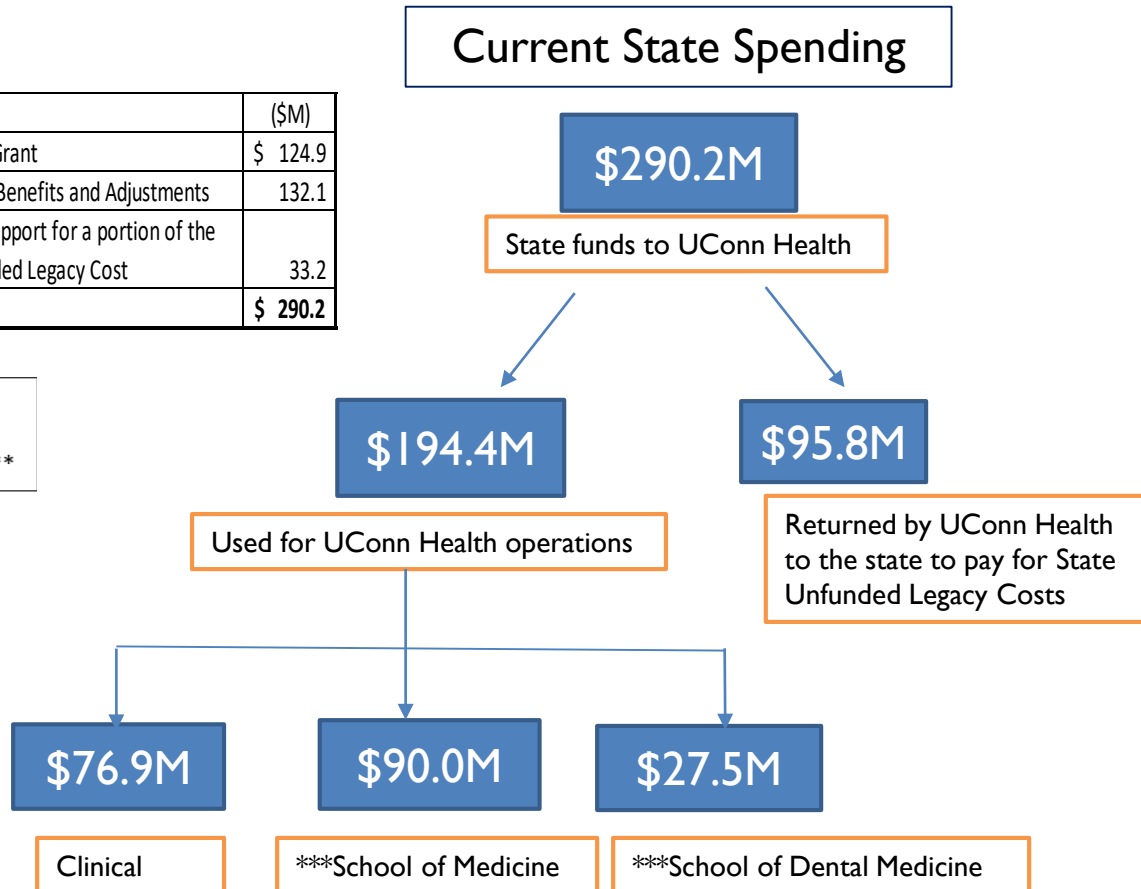 Current State Spending
($M)
Grant $ 124.9
Benefits and Adjustments 132.1
pport for a portion of the
ded Legacy Cost 33.2
$ 290.2
$290.2M
State funds to UConn Health
**
$194.4M
$95.8M
Used for UConn Health operations
Returned by UConn Health
to the state to pay for State
Unfunded Legacy Costs
$76.9M
$90.0M
$27.5M
Clinical
***School of Medicine
***School of Dental Medicine